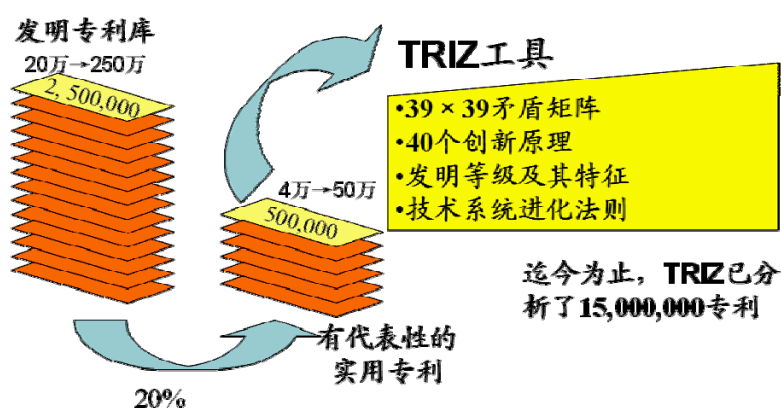 发明专利库
20万→250万
2,500,000
TRIZ工具
•39×39矛盾矩阵
•40个创新原理
•发明等级及其特征
•技术系统进化法则
4万→50万
500,000
迄今为止，TRIZ已分
析了15,000,000专利
有代表性的
实用专利
20%